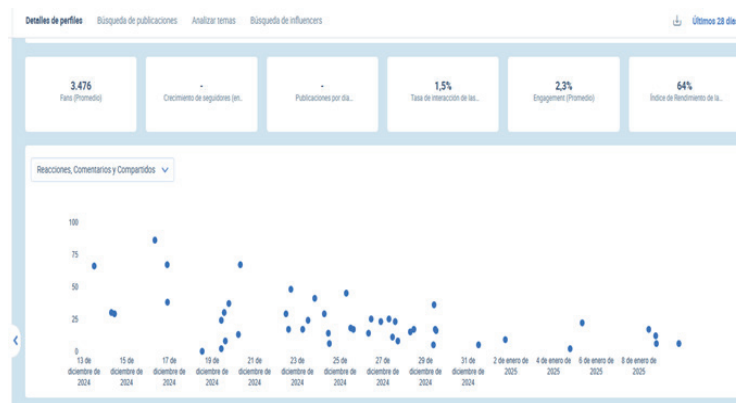 Detalles de perfiles Búsqueda de publicaciones Analizar temas Búsqueda de influencers Últimos 28 días
3.476 - - 1,5% 2,3% 64%
Fans (Promedio) Crecimiento de seguidores (en.. Publicaciones por día... Tasa de interacción de las... Engagement (Promedio) Índice de Rendimiento de la...
Reacciones, Comentarios y Compartidos
100
75
50
25
0
13 de 15 de 17 de 19 de 21 de 23 de 25 de 27 de 29 de 31 de 2 de enero de 4 de enero de 6 de enero de 8 de enero de
diciembre de diciembre de diciembre de diciembre de diciembre de diciembre de diciembre de diciembre de diciembre de diciembre de 2025 2025 2025 2025
2024 2024 2024 2024 2024 2024 2024 2024 2024 2024